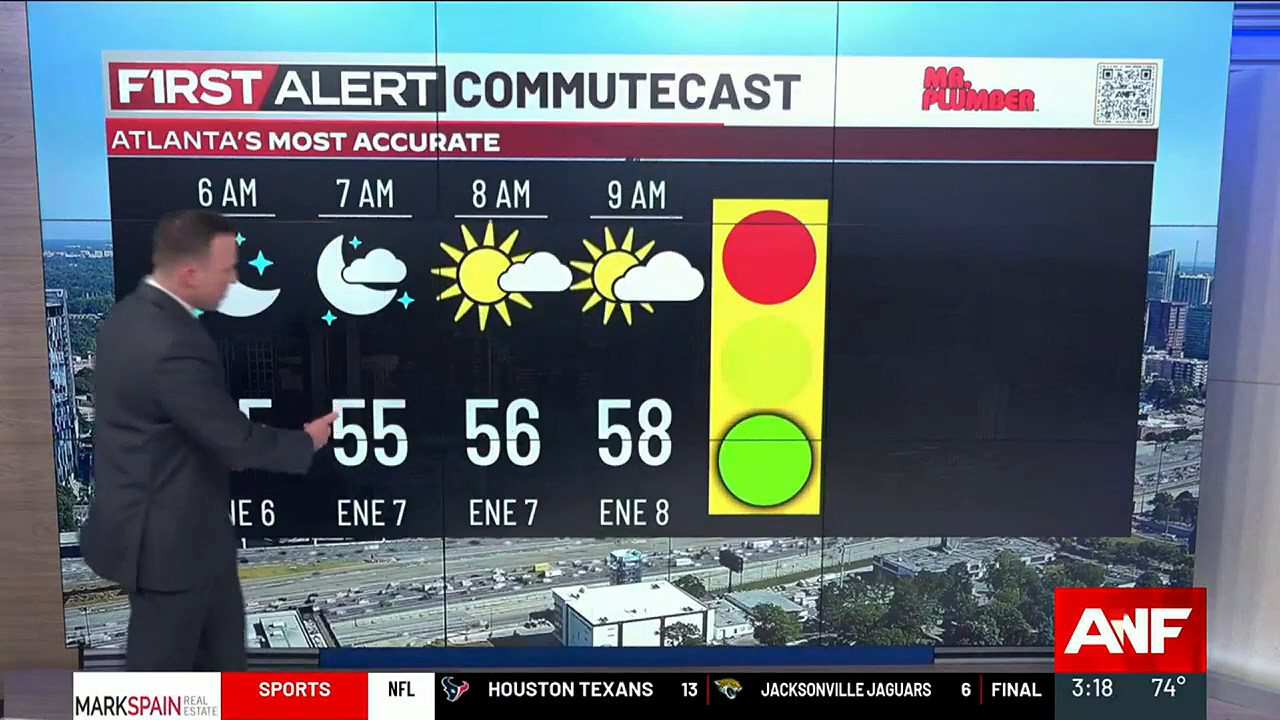 F1RST ALERT COMMUTECAST
MR. PLUMBER
ATLANTA'S MOST ACCURATE
6 AM 7 AM 8 AM 9 AM
55 56 58
ENE 7 ENE 7 ENE 8
ANF
MARKSPAIN REAL ESTATE SPORTS NFL HOUSTON TEXANS 13 JACKSONVILLE JAGUARS 6 FINAL 3:18 74°